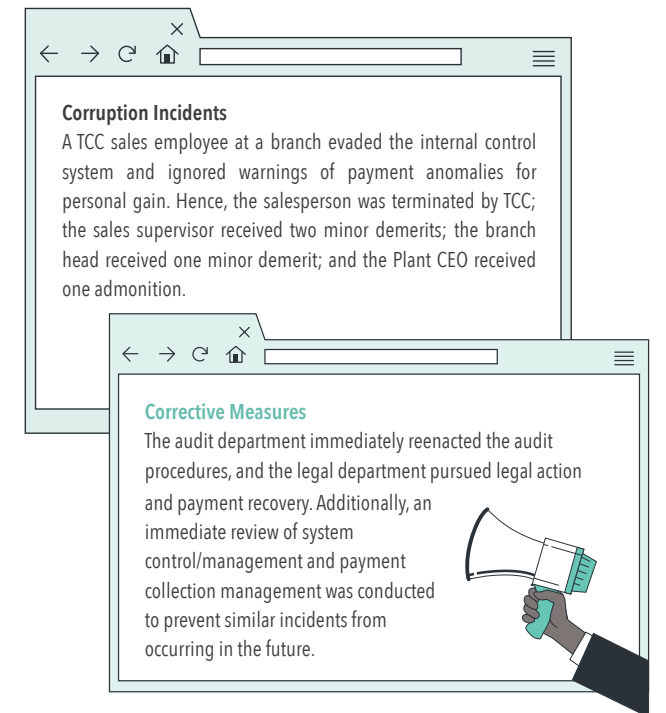 Corruption Incidents
A TCC sales employee at a branch evaded the internal control
system and ignored warnings of payment anomalies for
personal gain. Hence, the salesperson was terminated by TCC;
the sales supervisor received two minor demerits; the branch
head received one minor demerit; and the Plant CEO received
one admonition.
Corrective Measures
The audit department immediately reenacted the audit
procedures, and the legal department pursued legal action
and payment recovery. Additionally, an
immediate review of system
control/management and payment
collection management was conducted
to prevent similar incidents from
occurring in the future.